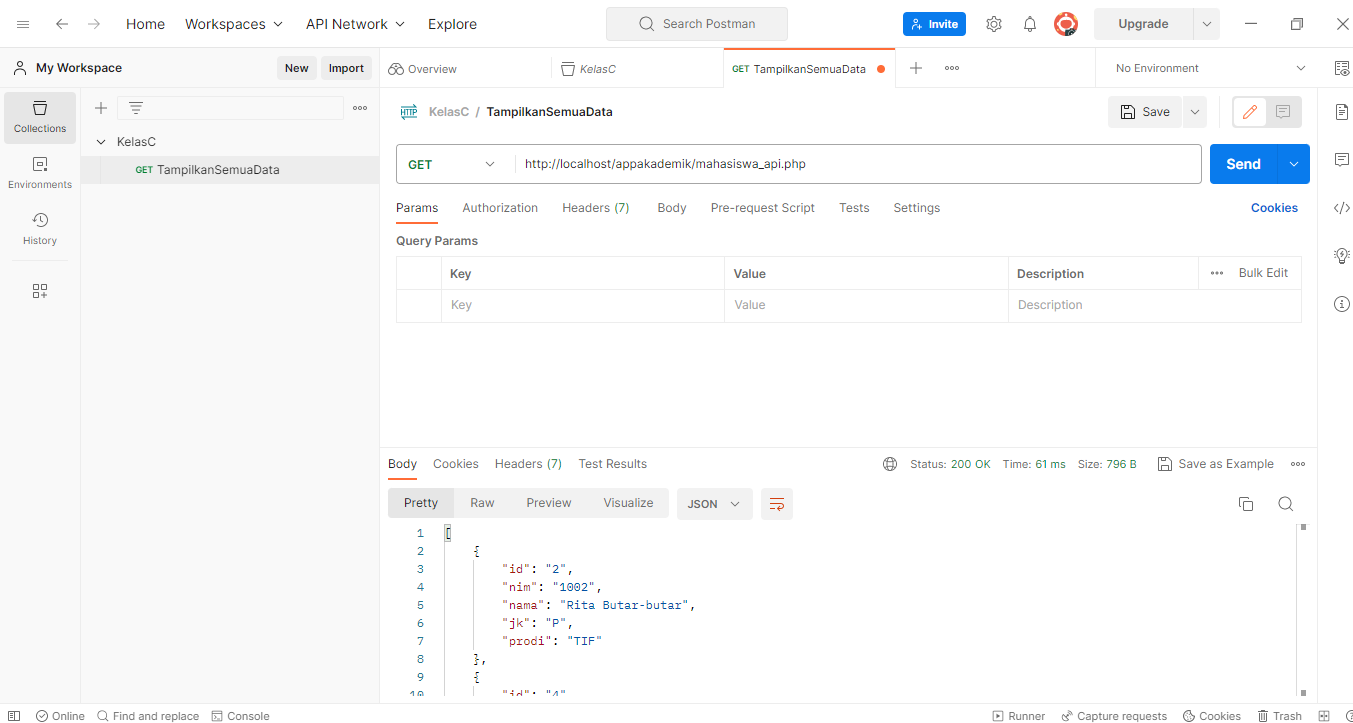 Home Workspaces API Network Explore Search Postman Invite Upgrade
My Workspace New Import Overview KelasC GET TampilkanSemuaData No Environment
Collections
Environments
History
KelasC
GET TampilkanSemuaData
HTTP KelasC / TampilkanSemuaData Save
GET http://localhost/appakademik/mahasiswa_api.php Send
Params Authorization Headers (7) Body Pre-request Script Tests Settings Cookies
Query Params
Key Value Description Bulk Edit
Key Value Description
Body Cookies Headers (7) Test Results Status: 200 OK Time: 61 ms Size: 796 B Save as Example
Pretty Raw Preview Visualize JSON
1 [
2 {
3 "id": "2",
4 "nim": "1002",
5 "nama": "Rita Butar-butar",
6 "jk": "P",
7 "prodi": "TIF"
8 },
9 {
10 "id": "4"
Online Find and replace Console Runner Capture requests Cookies Trash